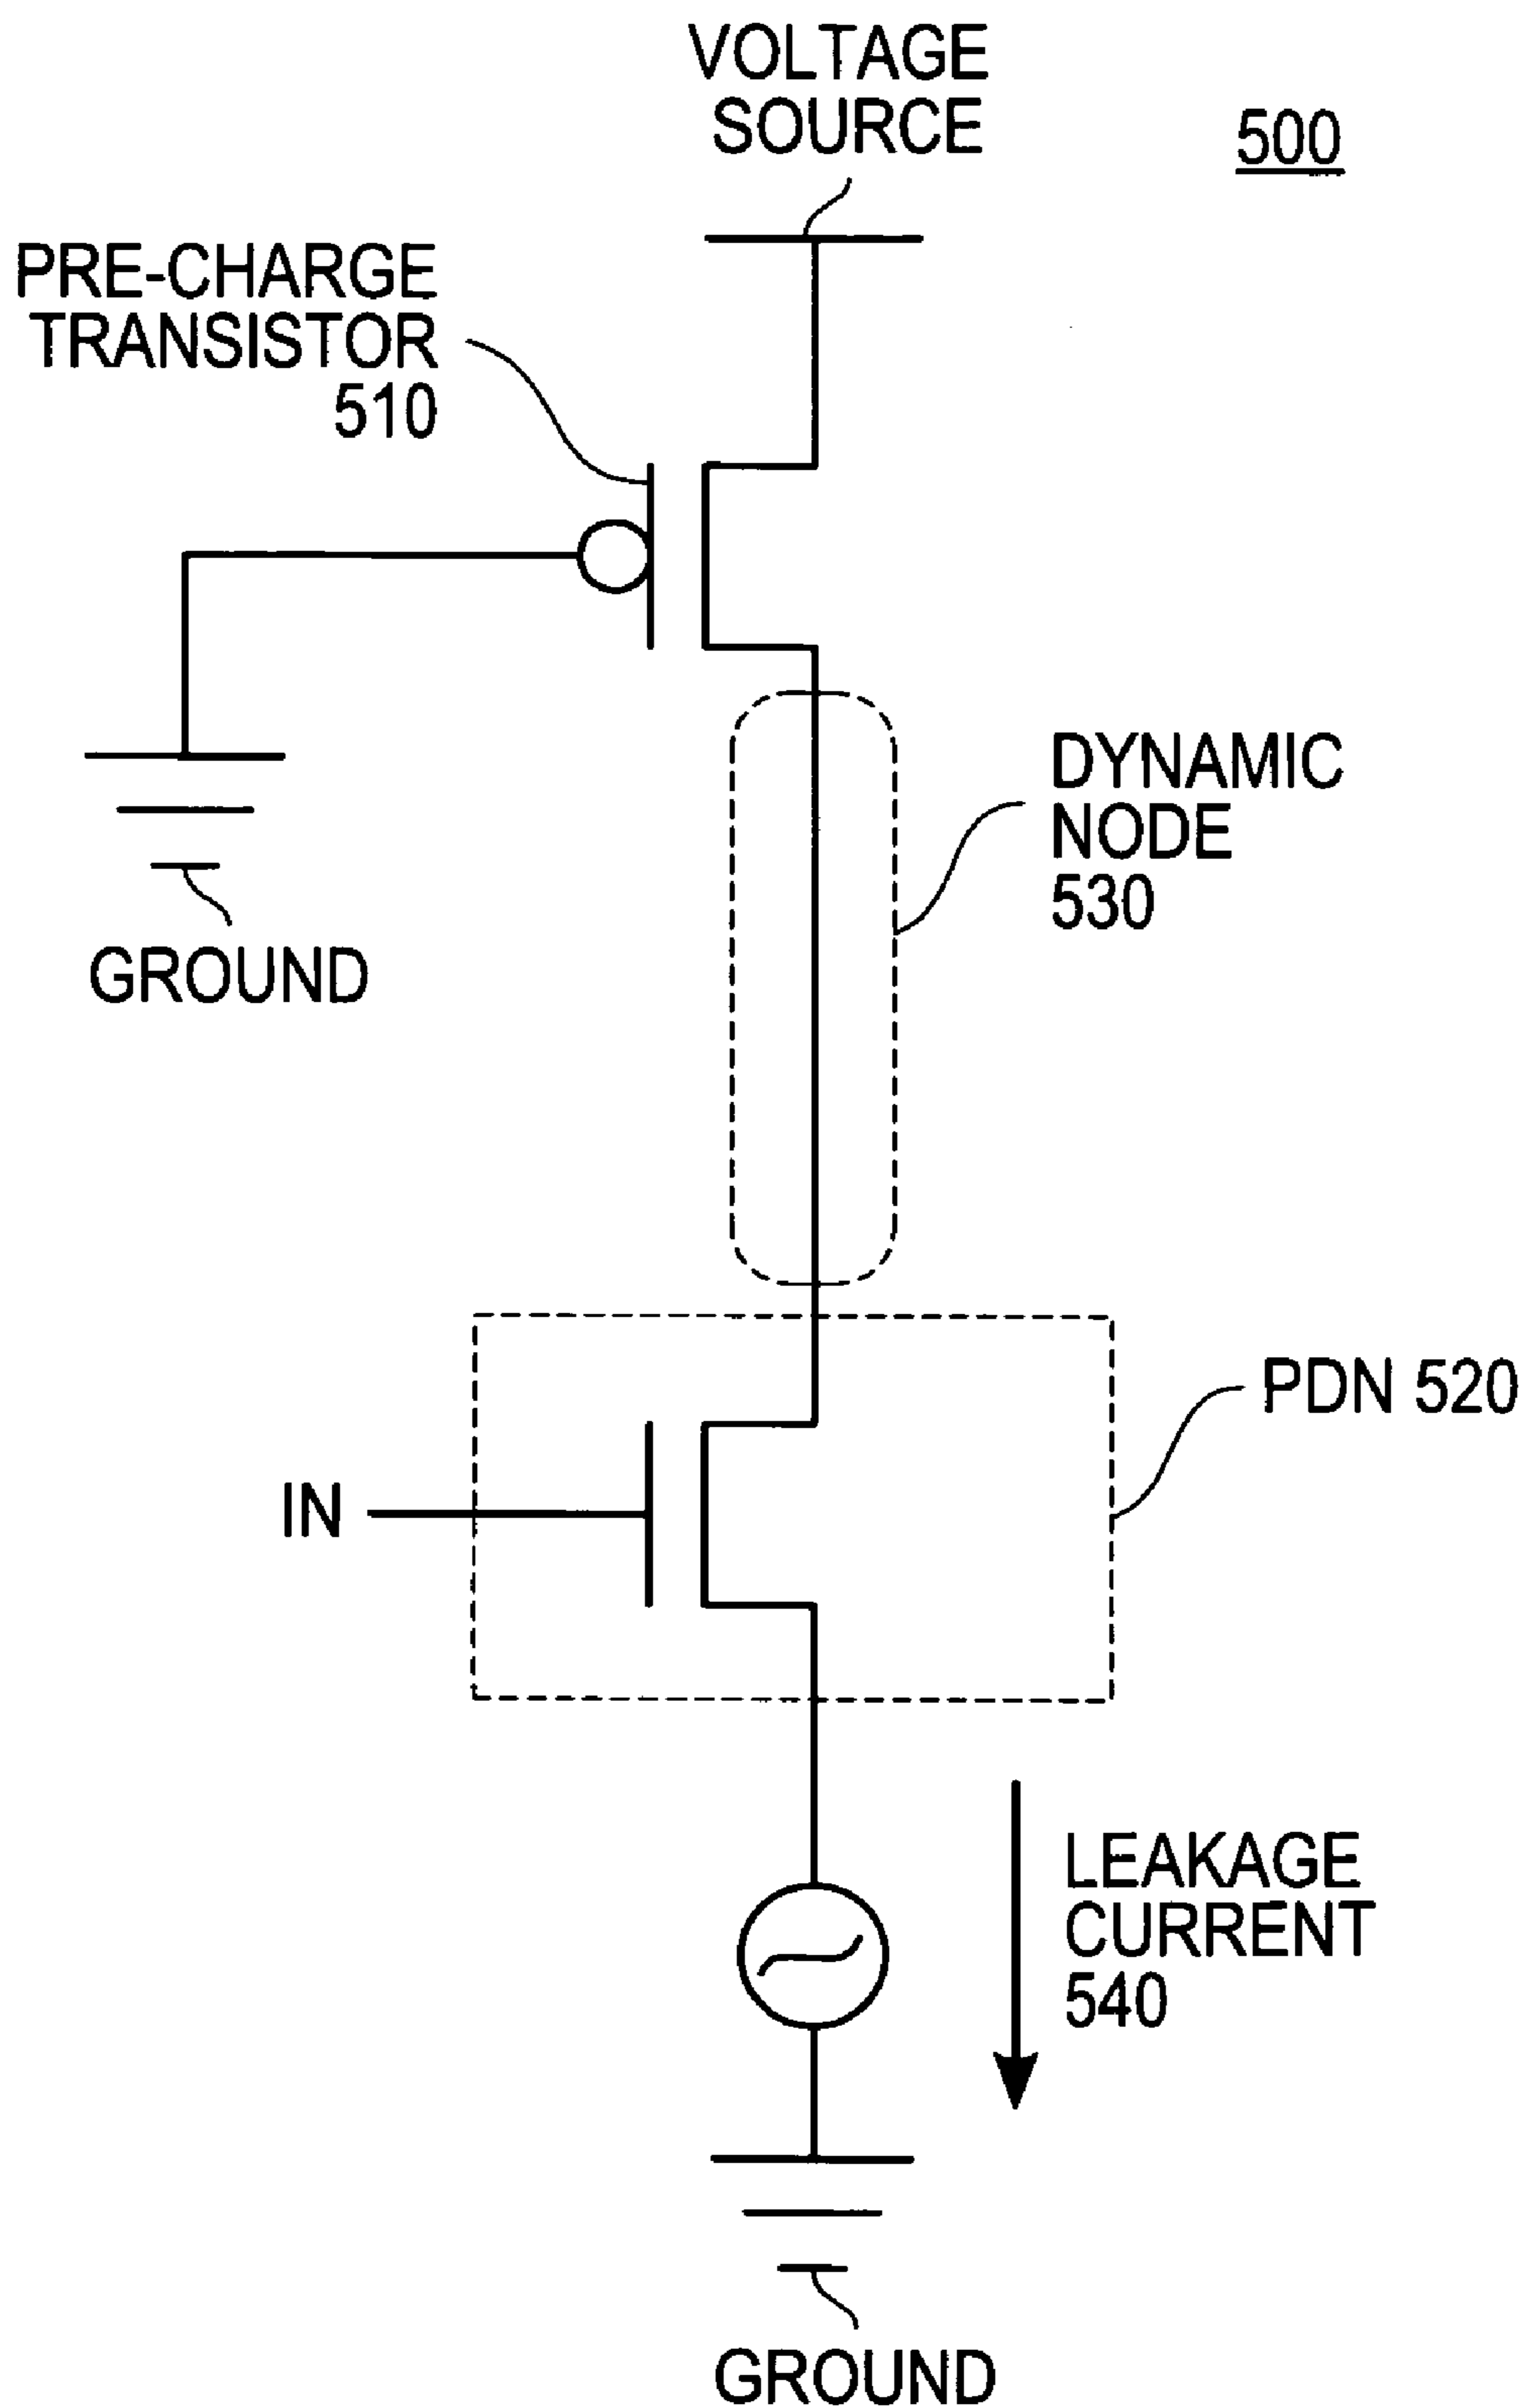 VOLTAGE
SOURCE
500
PRE-CHARGE
TRANSISTOR
510
DYNAMIC
NODE
530
GROUND
PDN 520
IN
LEAKAGE
CURRENT
540
GROUND